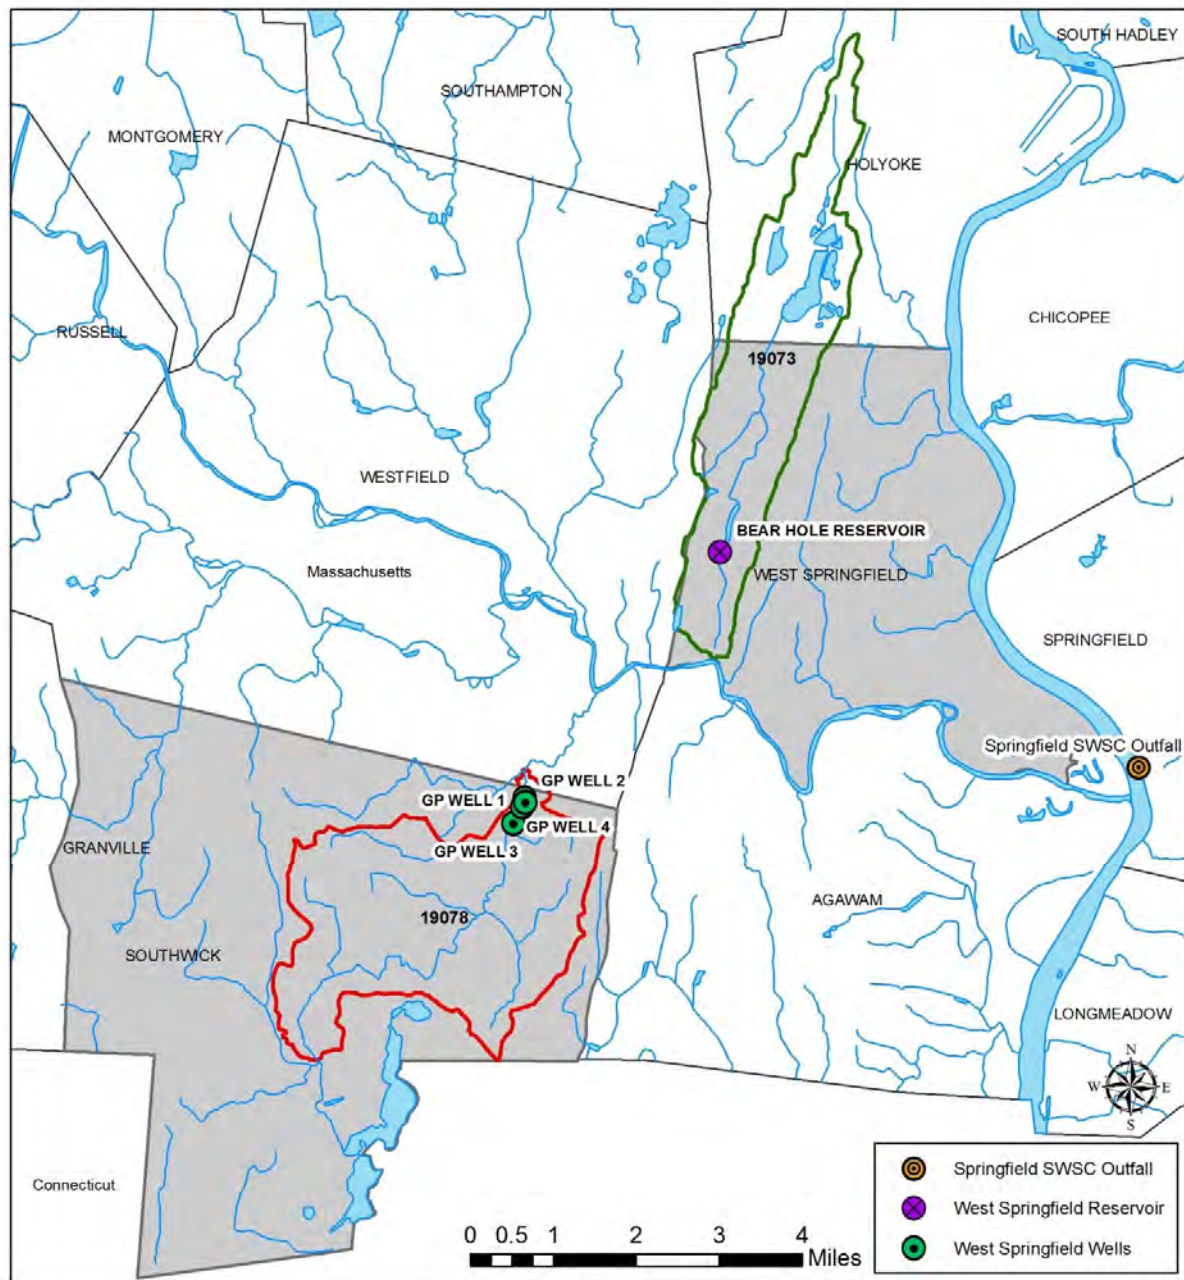 SOUTH HADLEY
SOUTHAMPTON
MONTGOMERY
HOLYOKE
CHICOPEE
RUSSELL
19073
WESTFIELD
BEAR HOLE RESERVOIR
Massachusetts
WEST SPRINGFIELD
SPRINGFIELD
Springfield SWSC Outfall
GP WELL 2
GP WELL 1
GP WELL 4
GRANVILLE
GP WELL 3
AGAWAM
19078
SOUTHWICK
LONGMEADOW
N
W E
S
Connecticut
Springfield SWSC Outfall
West Springfield Reservoir
West Springfield Wells
0 0.5 1 2 3 4
Miles